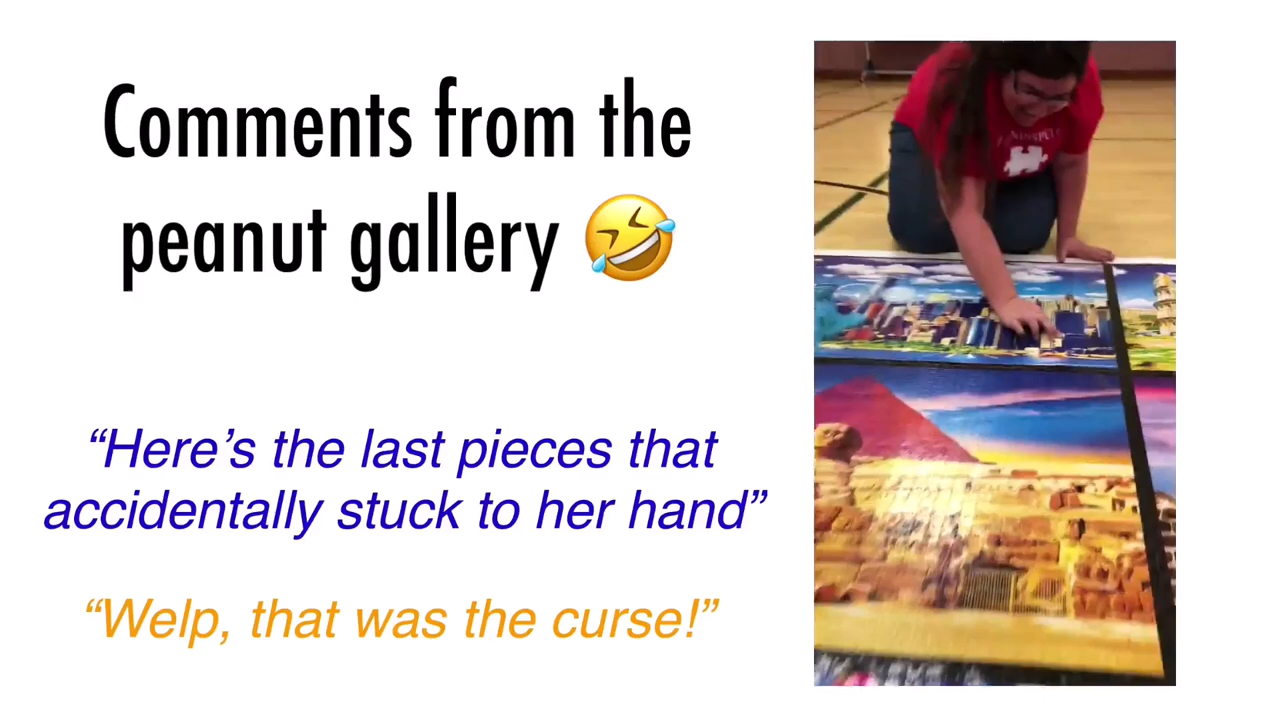 Comments from the
peanut gallery 🤣
“Here’s the last pieces that
accidentally stuck to her hand”
“Welp, that was the curse!”